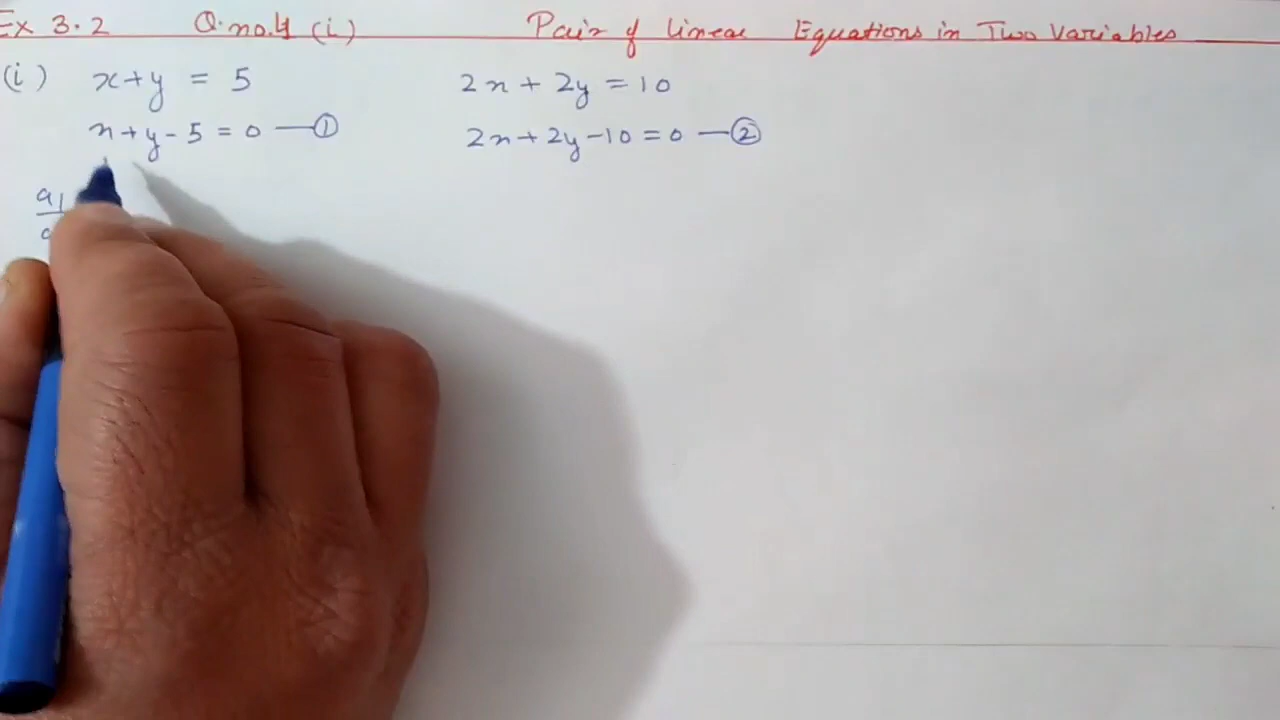 Ex 3.2 Q.no.4 (i) Pair of linear Equations in Two Variables
(i) x+y = 5 2x + 2y = 10
x+y-5 = 0 —① 2x+2y-10 = 0 —②
a₁